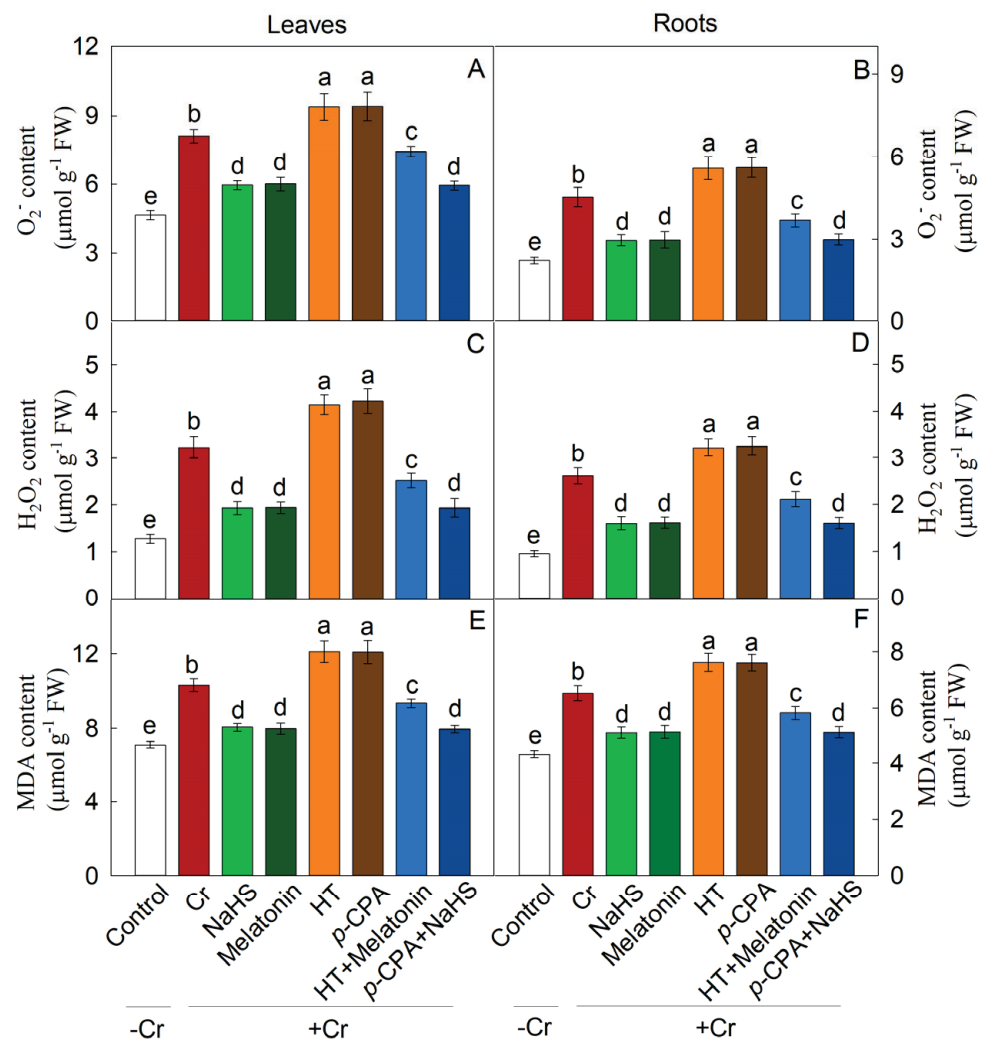 Leaves
Roots
12
9
6
3
0
O₂⁻ content
(µmol g⁻¹ FW)
A
e
b
d
d
a
a
c
d
B
e
b
d
d
a
a
c
d
9
6
3
0
O₂⁻ content
(µmol g⁻¹ FW)
5
4
3
2
1
0
H₂O₂ content
(µmol g⁻¹ FW)
C
e
b
d
d
a
a
c
d
D
e
b
d
d
a
a
c
d
5
4
3
2
1
0
H₂O₂ content
(µmol g⁻¹ FW)
12
8
4
0
MDA content
(µmol g⁻¹ FW)
E
e
b
d
d
a
a
c
d
F
e
b
d
d
a
a
c
d
8
6
4
2
0
MDA content
(µmol g⁻¹ FW)
Control
Cr
NaHS
Melatonin
HT
p-CPA
HT+Melatonin
p-CPA+NaHS
Control
Cr
NaHS
Melatonin
HT
p-CPA
HT+Melatonin
p-CPA+NaHS
-Cr
+Cr
-Cr
+Cr